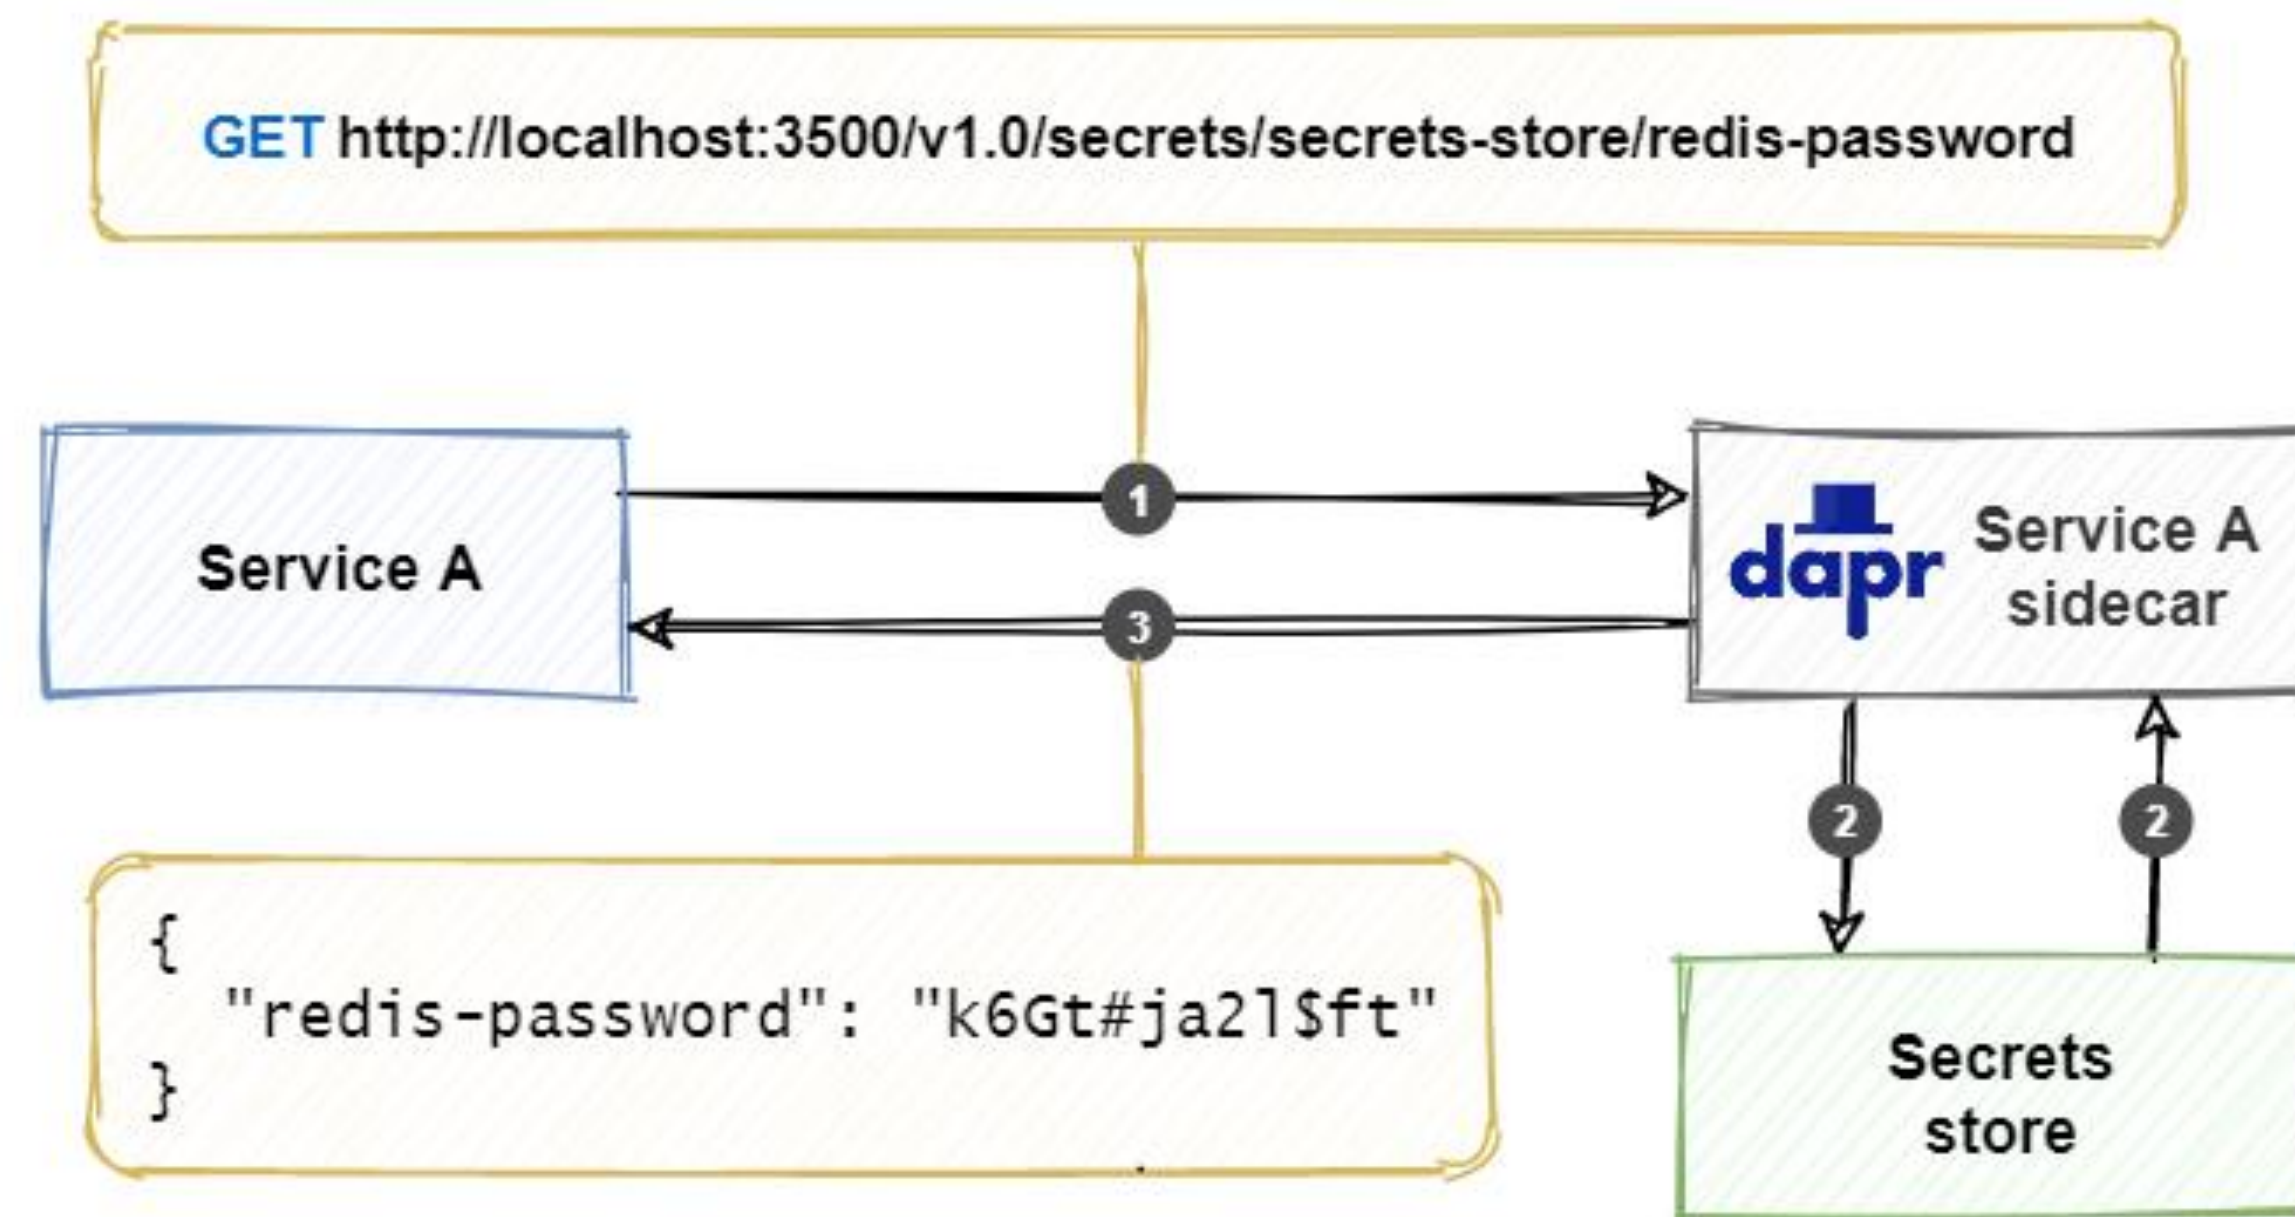 GET http://localhost:3500/v1.0/secrets/secrets-store/redis-password
Service A
1
3
dapr
Service A
sidecar
2
2
{
"redis-password": "k6Gt#ja2l$ft"
}
Secrets
store